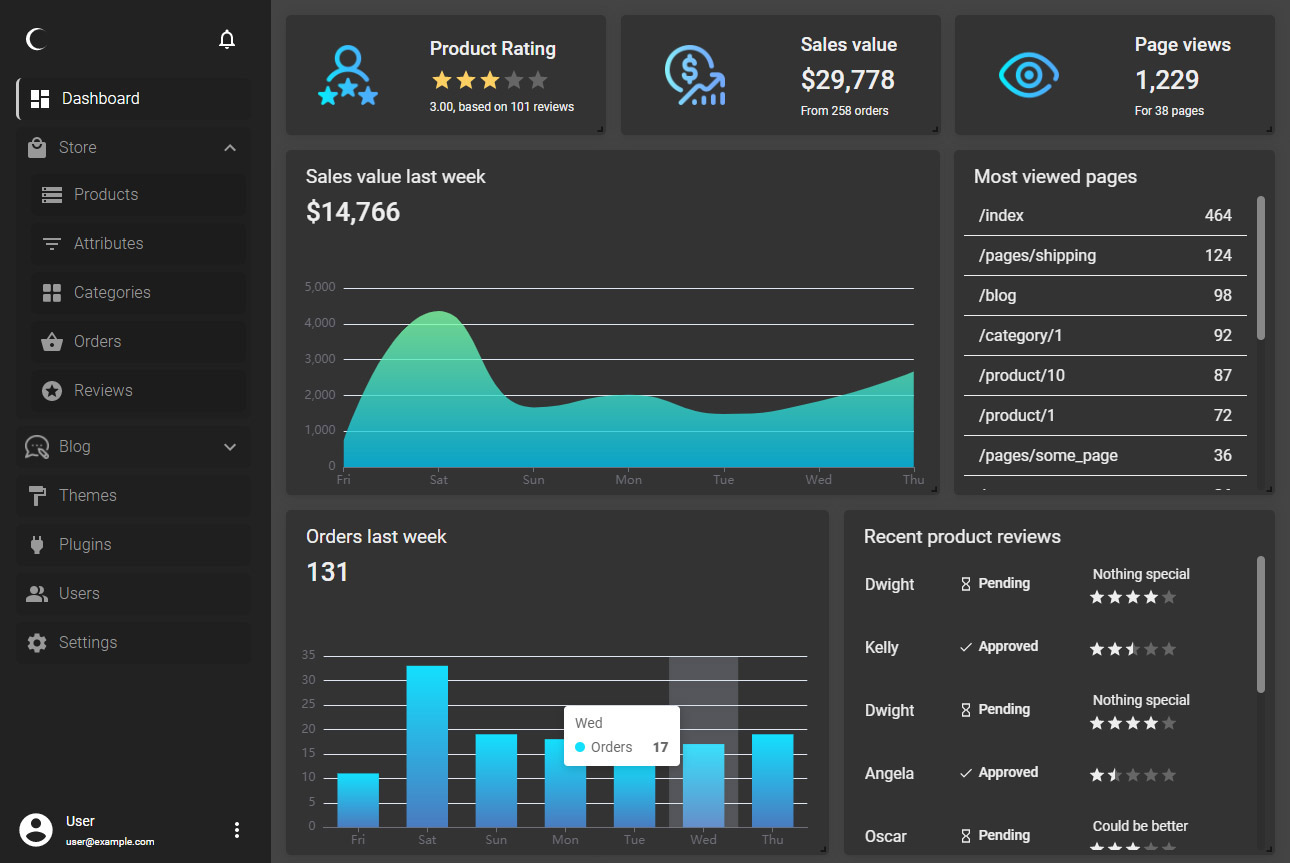 Dashboard
Store
Products
Attributes
Categories
Orders
Reviews
Blog
Themes
Plugins
Users
Settings
User
user@example.com
Product Rating
3.00, based on 101 reviews
Sales value
$29,778
From 258 orders
Page views
1,229
For 38 pages
Sales value last week
$14,766
5,000
4,000
3,000
2,000
1,000
0
Fri Sat Sun Mon Tue Wed Thu
Most viewed pages
/index 464
/pages/shipping 124
/blog 98
/category/1 92
/product/10 87
/product/1 72
/pages/some_page 36
Orders last week
131
35
30
25
20
15
10
5
0
Wed
Orders 17
Fri Sat Sun Mon Tue Wed Thu
Recent product reviews
Dwight Pending Nothing special
Kelly Approved
Dwight Pending Nothing special
Angela Approved
Oscar Pending Could be better